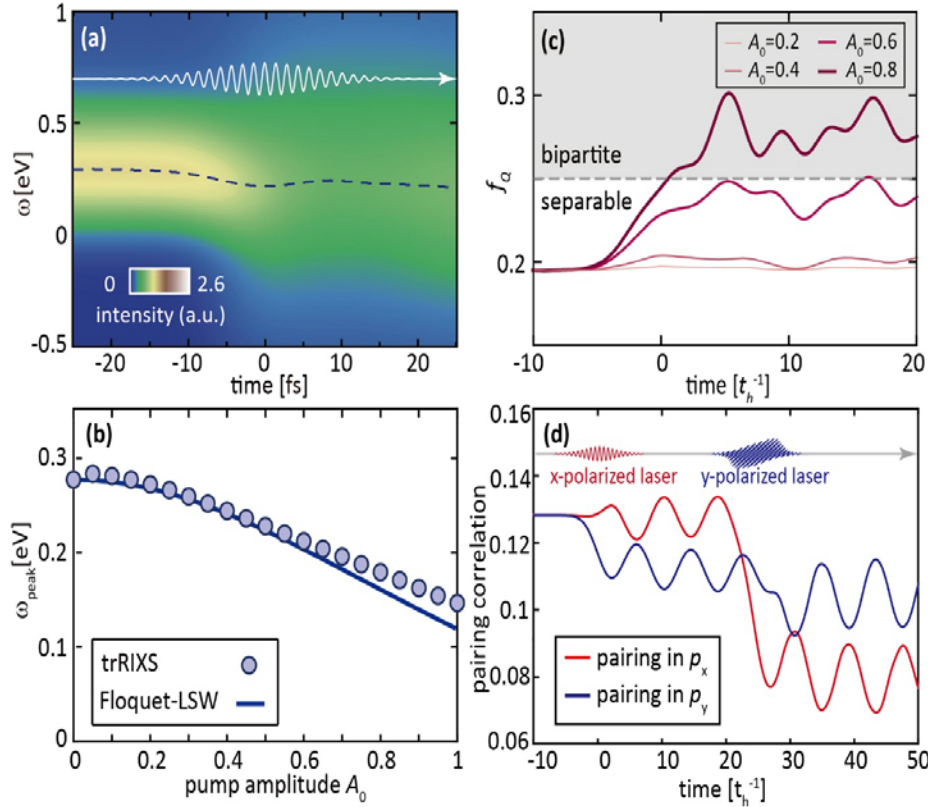 (a)
1
0.5
0
-0.5
ω[eV]
0 2.6
intensity (a.u.)
-20 -10 0 10 20
time [fs]
(c)
A₀=0.2 A₀=0.6
A₀=0.4 A₀=0.8
0.3
0.2
f_Q
bipartite
separable
-10 0 10 20
time [t_h⁻¹]
(b)
0.3
0.2
0.1
0
ω_peak[eV]
trRIXS
Floquet-LSW
0 0.2 0.4 0.6 0.8 1
pump amplitude A₀
(d)
0.16
0.14
0.12
0.1
0.08
0.06
pairing correlation
x-polarized laser y-polarized laser
pairing in p_x
pairing in p_y
-10 0 10 20 30 40 50
time [t_h⁻¹]